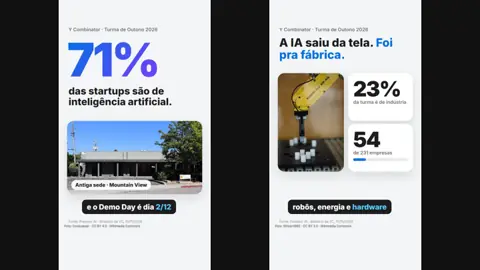 Y Combinator · Turma de Outono 2026
71%
das startups são de
inteligência artificial.
Antiga sede · Mountain View
e o Demo Day é dia 2/12
Y Combinator · Turma de Outono 2026
A IA saiu da tela. Foi
pra fábrica.
23%
da turma é de indústria
54
de 231 empresas
robôs, energia e hardware